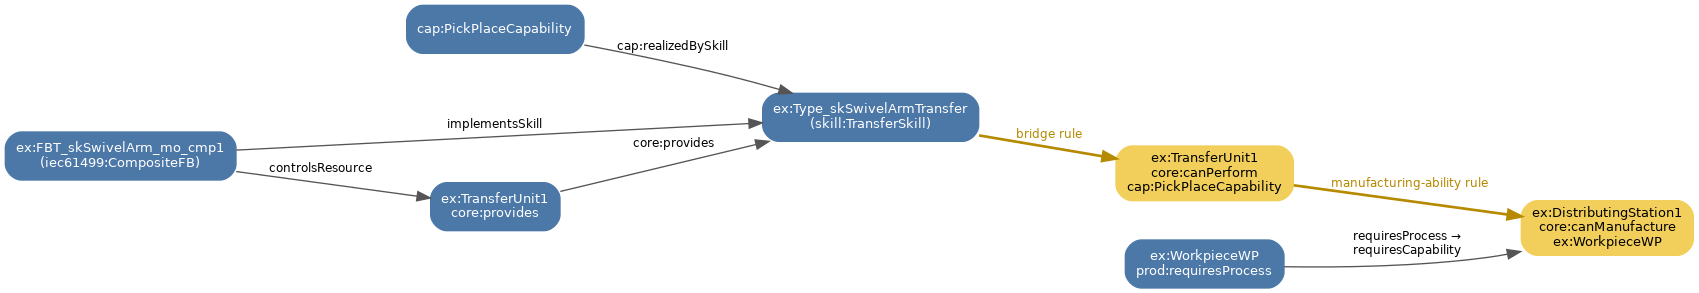 cap:PickPlaceCapability
cap:realizedBySkill
ex:Type_skSwivelArmTransfer
(skill:TransferSkill)
implementsSkill
ex:FBT_skSwivelArm_mo_cmp1
(iec61499:CompositeFB)
controlsResource
core:provides
ex:TransferUnit1
core:provides
bridge rule
ex:TransferUnit1
core:canPerform
cap:PickPlaceCapability
manufacturing-ability rule
ex:DistributingStation1
core:canManufacture
ex:WorkpieceWP
requiresProcess →
requiresCapability
ex:WorkpieceWP
prod:requiresProcess